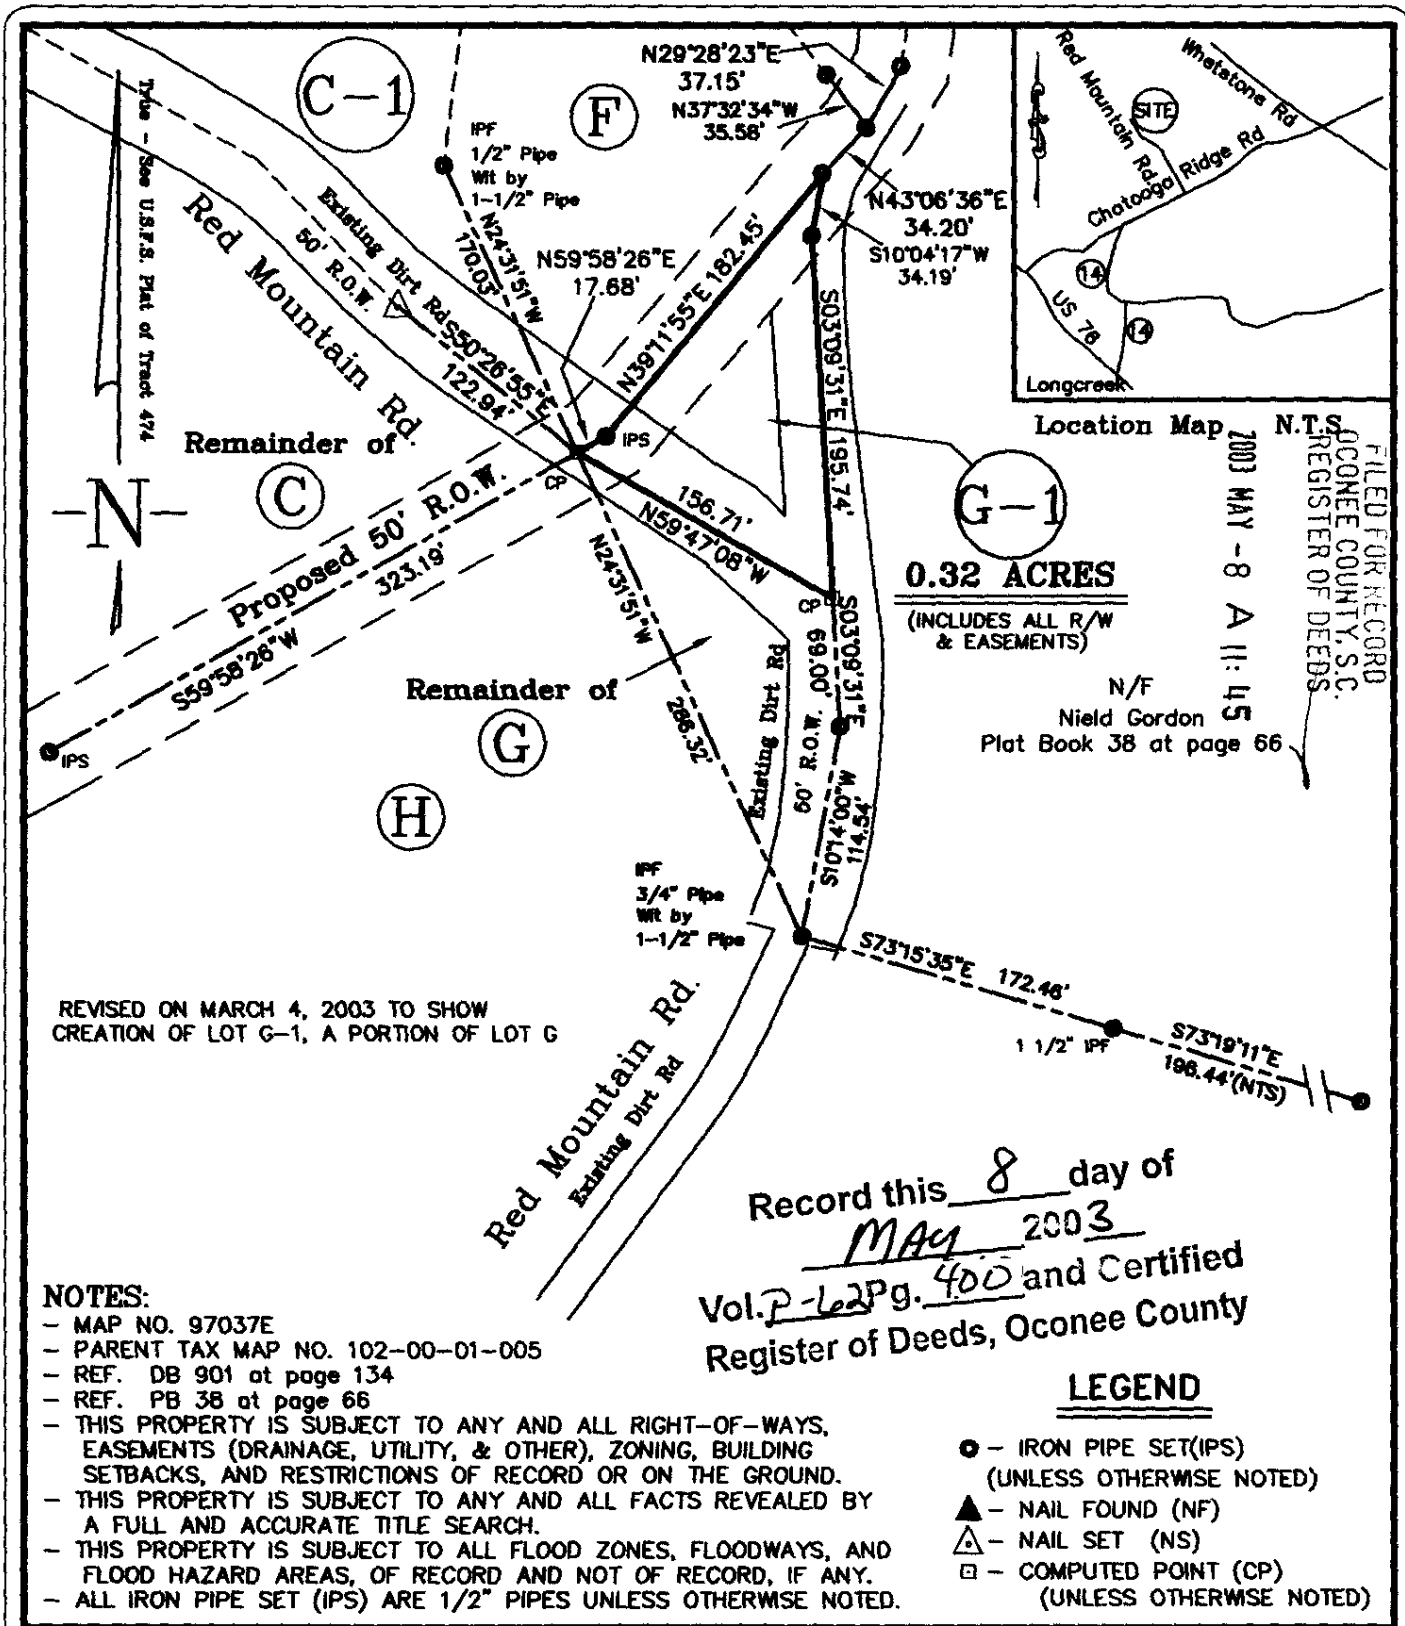 C-1
F
N29°28'23"E
37.15'
N37°32'34"W
35.58'
IPF
1/2" Pipe
Wit by
1-1/2" Pipe
True - See U.S.F.S. Plat of Tract 474
N
Existing Dirt Rd
50' R.O.W.
Red Mountain Rd.
N24°31'51"W
170.03'
N59°58'26"E
17.68'
N43°06'36"E
34.20'
S10°04'17"W
34.19'
N39°11'55"E 182.45'
S50°26'55"E
122.94'
S03°09'31"E 195.74'
Red Mountain Rd.
SITE
Whetstone Rd
Chatooga Ridge Rd
14
US 76
14
Longcreek
Location Map N.T.S.
FILED FOR RECORD
OCONEE COUNTY, S.C.
REGISTER OF DEEDS
2003 MAY -8 A 11: 45
Remainder of
C
IPS
CP
156.71'
N59°47'08"W
G-1
0.32 ACRES
(INCLUDES ALL R/W
& EASEMENTS)
Proposed 50' R.O.W.
323.19'
S59°58'26"W
IPS
N24°31'51"W
286.32'
CP
S03°09'31"E
69.00'
Remainder of
G
H
Existing Dirt Rd
60' R.O.W.
S10°14'00"W
114.54'
N/F
Nield Gordon
Plat Book 38 at page 66
IPF
3/4" Pipe
Wit by
1-1/2" Pipe
S73°15'35"E 172.46'
1 1/2" IPF
S73°19'11"E
196.44'(NTS)
REVISED ON MARCH 4, 2003 TO SHOW
CREATION OF LOT G-1, A PORTION OF LOT G
Red Mountain Rd.
Existing Dirt Rd
Record this 8 day of
MAY 2003
Vol. P-62 Pg. 400 and Certified
Register of Deeds, Oconee County
NOTES:
- MAP NO. 97037E
- PARENT TAX MAP NO. 102-00-01-005
- REF. DB 901 at page 134
- REF. PB 38 at page 66
- THIS PROPERTY IS SUBJECT TO ANY AND ALL RIGHT-OF-WAYS,
EASEMENTS (DRAINAGE, UTILITY, & OTHER), ZONING, BUILDING
SETBACKS, AND RESTRICTIONS OF RECORD OR ON THE GROUND.
- THIS PROPERTY IS SUBJECT TO ANY AND ALL FACTS REVEALED BY
A FULL AND ACCURATE TITLE SEARCH.
- THIS PROPERTY IS SUBJECT TO ALL FLOOD ZONES, FLOODWAYS, AND
FLOOD HAZARD AREAS, OF RECORD AND NOT OF RECORD, IF ANY.
- ALL IRON PIPE SET (IPS) ARE 1/2" PIPES UNLESS OTHERWISE NOTED.
LEGEND
- IRON PIPE SET(IPS)
(UNLESS OTHERWISE NOTED)
- NAIL FOUND (NF)
- NAIL SET (NS)
- COMPUTED POINT (CP)
(UNLESS OTHERWISE NOTED)